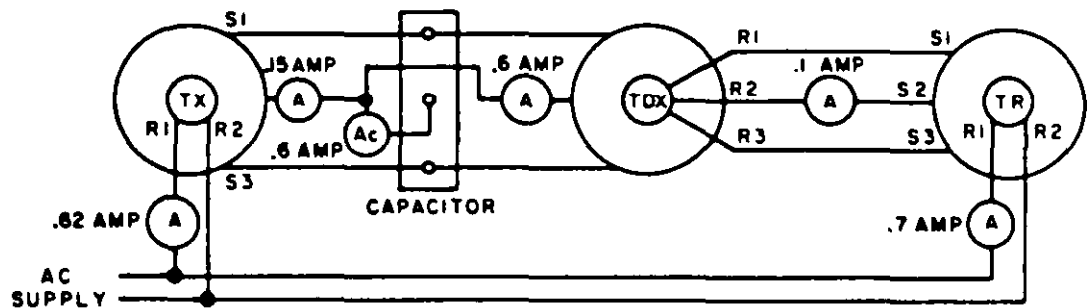 S1
.15 AMP
A
TX
R1 R2
.6 AMP
Ac
S3
.62 AMP
A
CAPACITOR
.6 AMP
A
TDX
R1
R2
R3
.1 AMP
A
S1
S2
S3
TR
R1 R2
.7 AMP
A
AC
SUPPLY